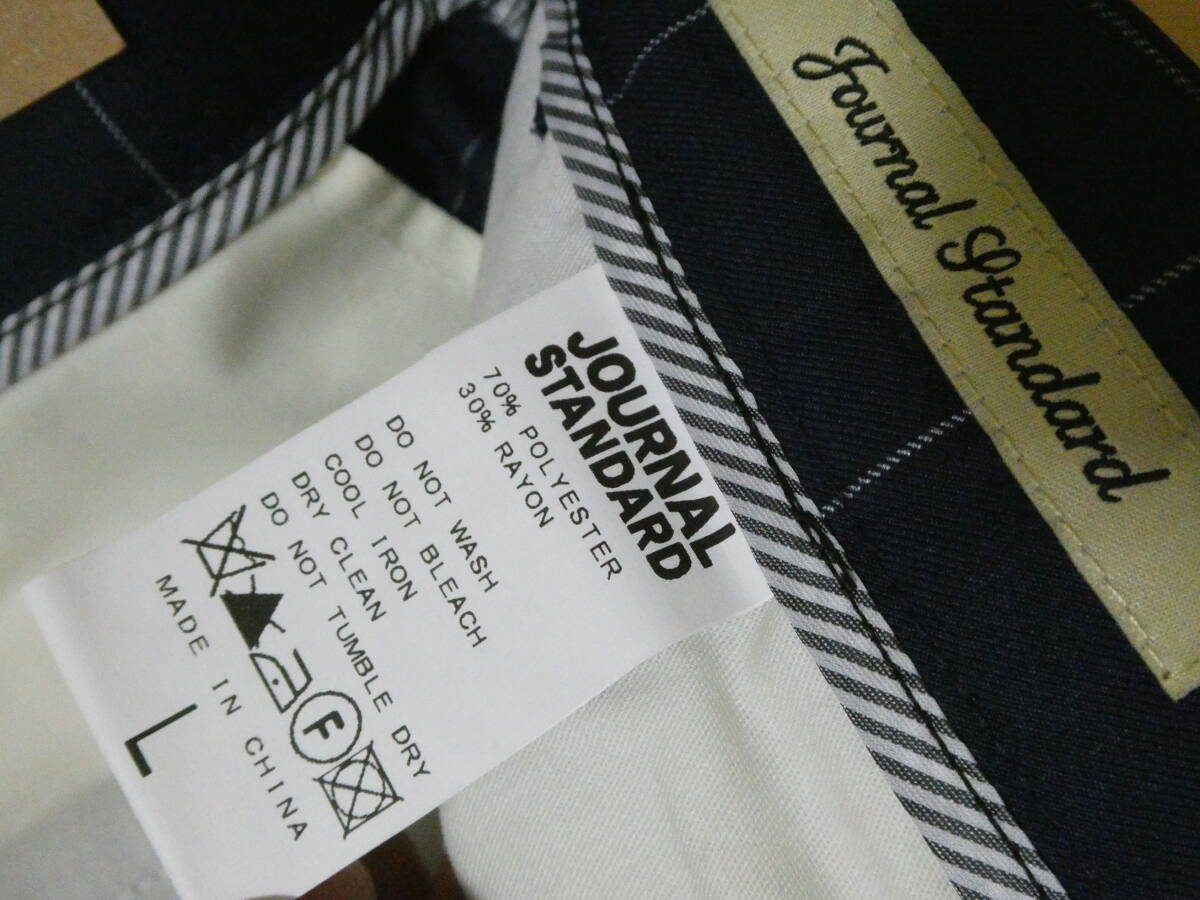 Journal Standard
JOURNAL
STANDARD
70% POLYESTER
30% RAYON
DO NOT WASH
DO NOT BLEACH
COOL IRON
DRY CLEAN
DO NOT TUMBLE DRY
F
MADE IN CHINA
L